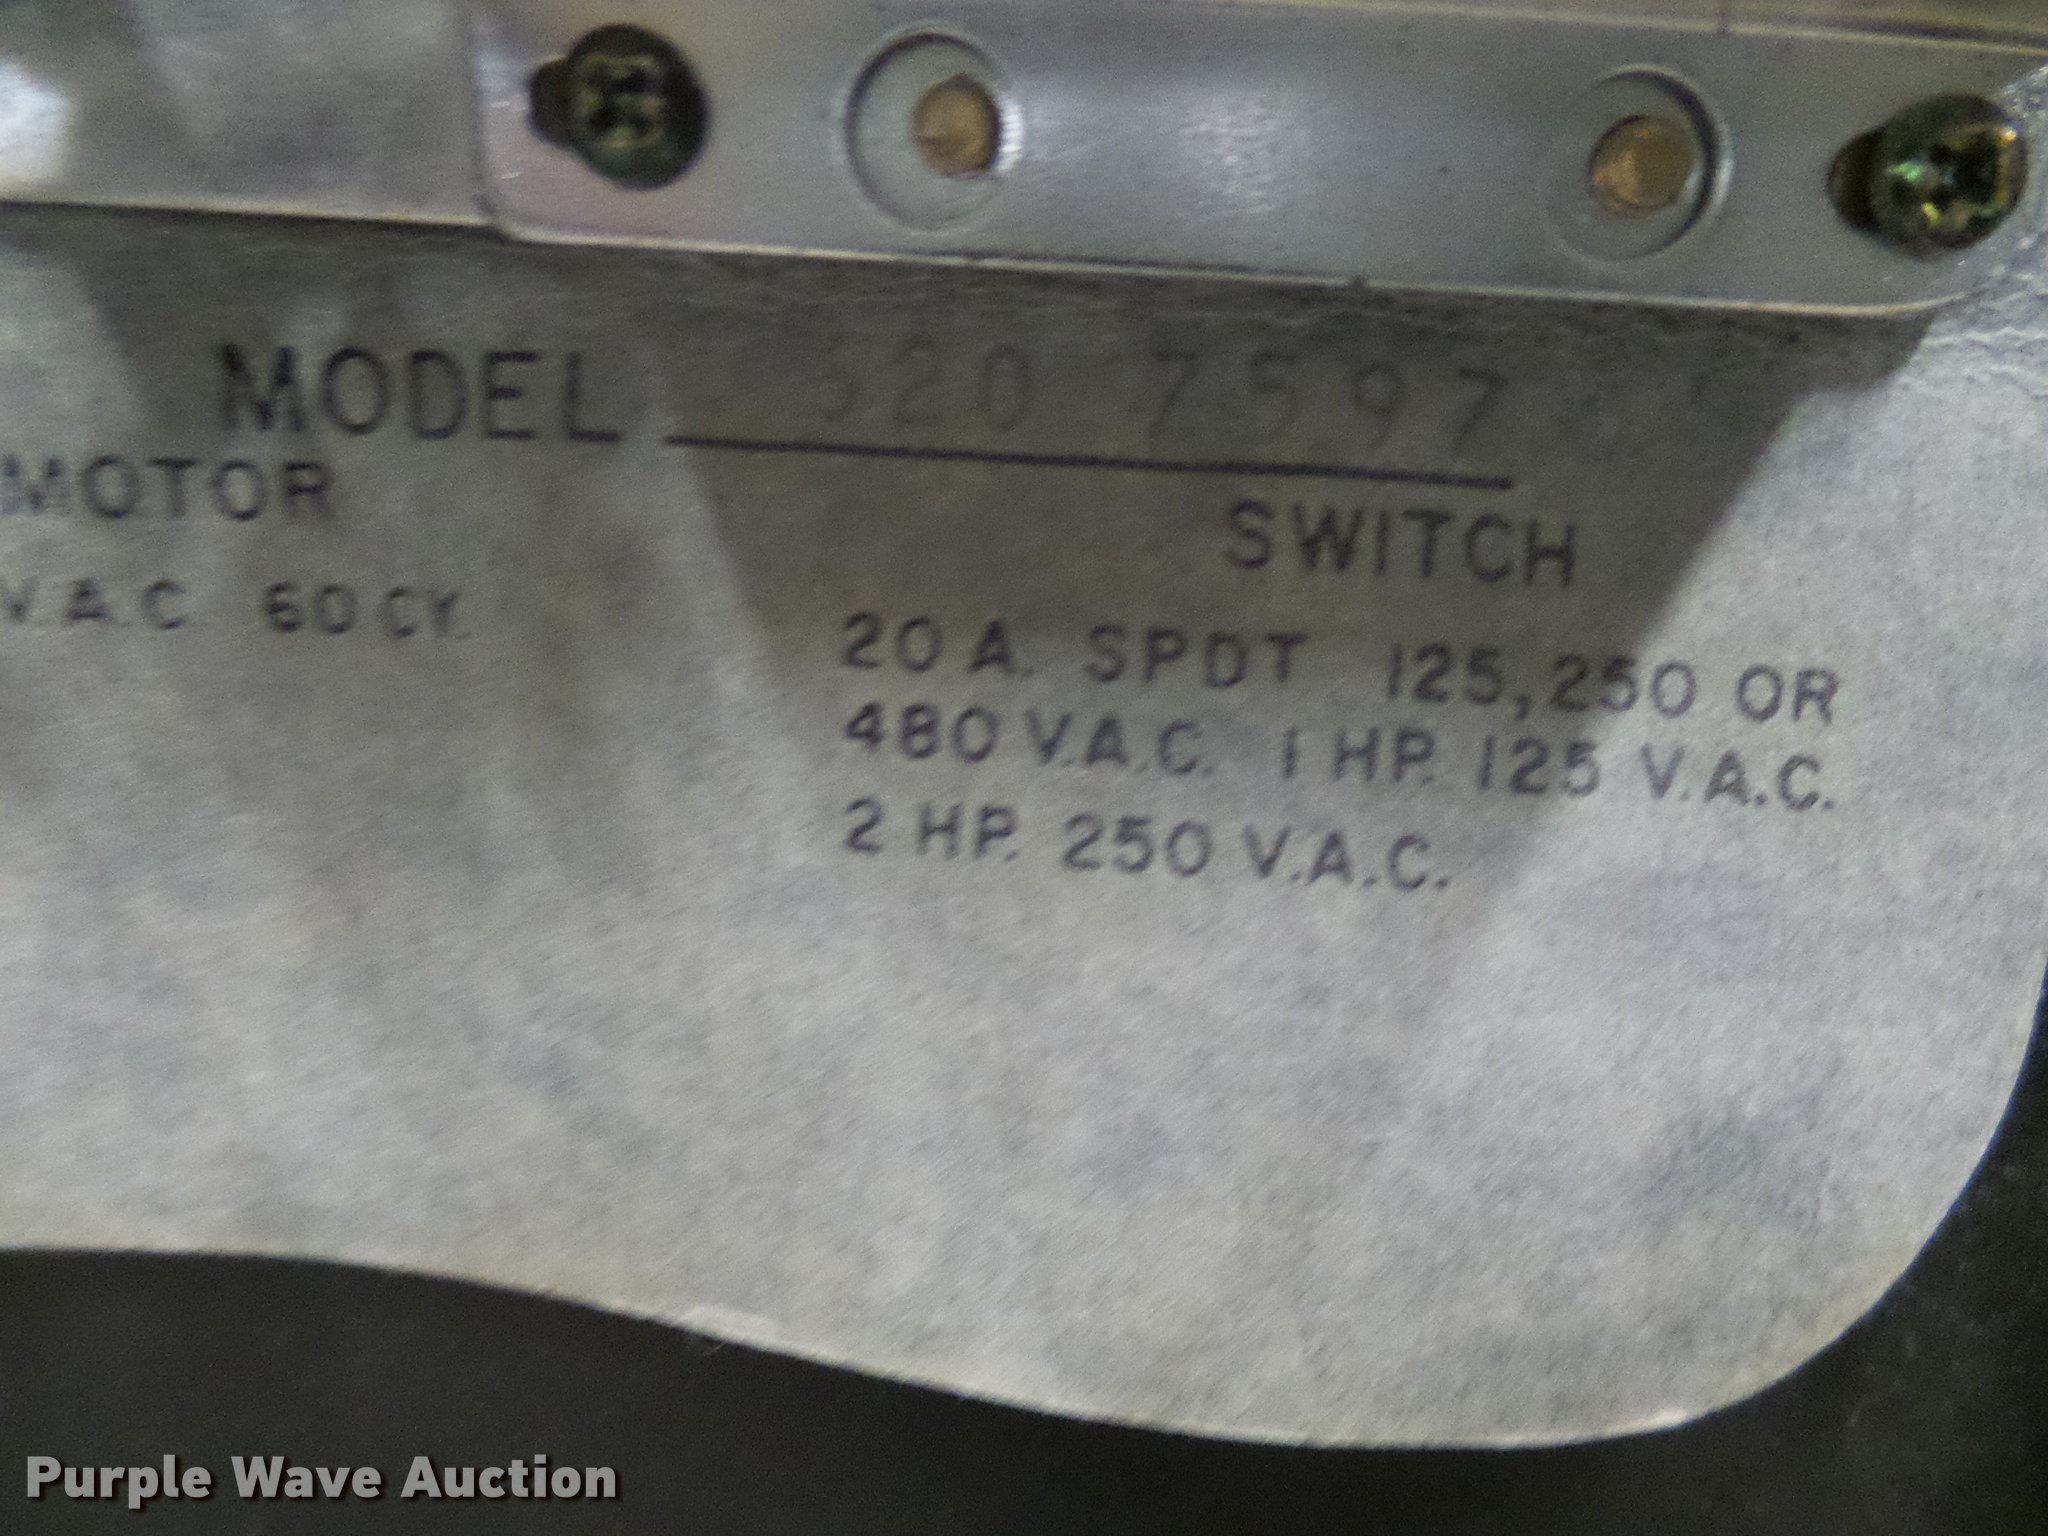 MODEL 320 7597
MOTOR
V.A.C. 60 CY.
SWITCH
20 A. SPDT 125,250 OR
480 V.A.C. 1 HP. 125 V.A.C.
2 HP. 250 V.A.C.
Purple Wave Auction